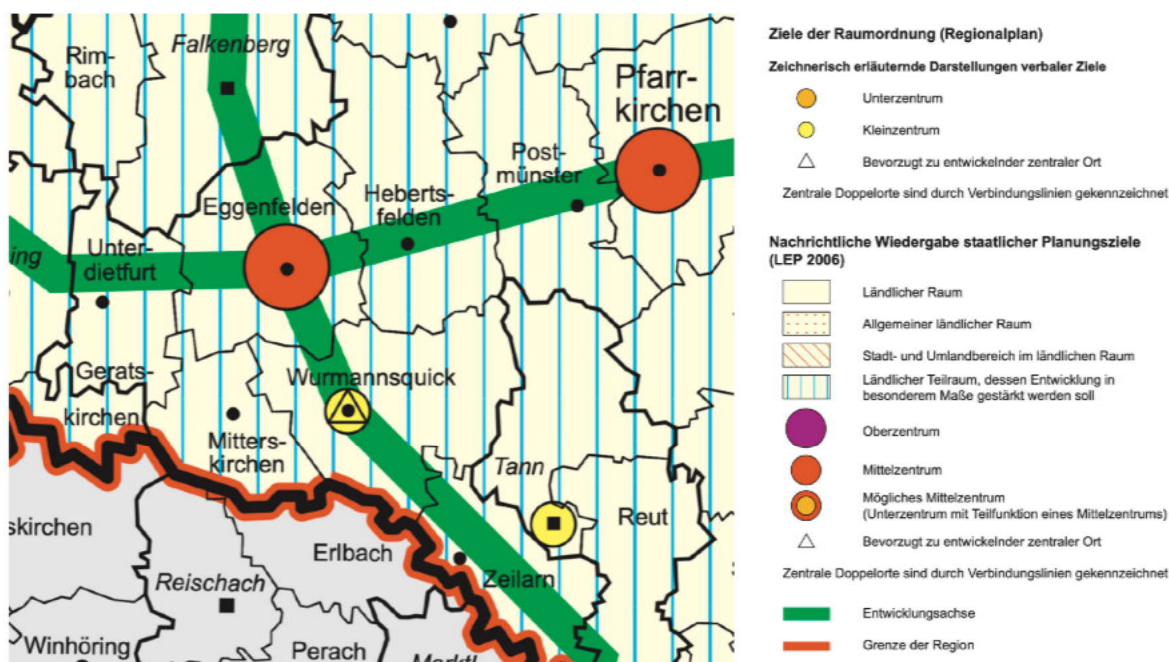 Falkenberg
Rim-
bach
Pfarr-
kirchen
Post-
münster
Eggenfelden
Heberts-
felden
ing
Unter-
dietfurt
Gerats-
kirchen
Wurmannsquick
Mitters-
kirchen
Tann
Reut
skirchen
Erlbach
Zeilarn
Reischach
Winhöring
Perach
Marktl
Ziele der Raumordnung (Regionalplan)
Zeichnerisch erläuternde Darstellungen verbaler Ziele
Unterzentrum
Kleinzentrum
Bevorzugt zu entwickelnder zentraler Ort
Zentrale Doppelorte sind durch Verbindungslinien gekennzeichnet
Nachrichtliche Wiedergabe staatlicher Planungsziele
(LEP 2006)
Ländlicher Raum
Allgemeiner ländlicher Raum
Stadt- und Umlandbereich im ländlichen Raum
Ländlicher Teilraum, dessen Entwicklung in
besonderem Maße gestärkt werden soll
Oberzentrum
Mittelzentrum
Mögliches Mittelzentrum
(Unterzentrum mit Teilfunktion eines Mittelzentrums)
Bevorzugt zu entwickelnder zentraler Ort
Zentrale Doppelorte sind durch Verbindungslinien gekennzeichnet
Entwicklungsachse
Grenze der Region